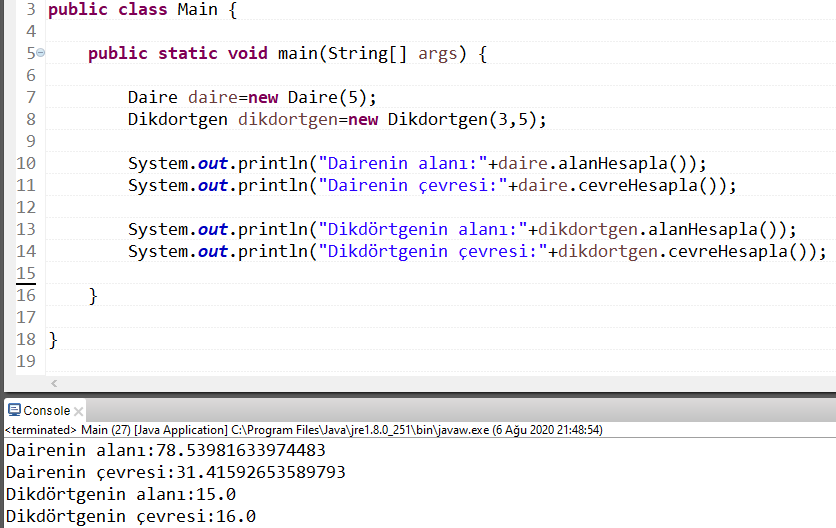 3 public class Main {
4
5 public static void main(String[] args) {
6
7 Daire daire=new Daire(5);
8 Dikdortgen dikdortgen=new Dikdortgen(3,5);
9
10 System.out.println("Dairenin alanı:"+daire.alanHesapla());
11 System.out.println("Dairenin çevresi:"+daire.cevreHesapla());
12
13 System.out.println("Dikdörtgenin alanı:"+dikdortgen.alanHesapla());
14 System.out.println("Dikdörtgenin çevresi:"+dikdortgen.cevreHesapla());
15
16 }
17
18 }
19
Console
<terminated> Main (27) [Java Application] C:\Program Files\Java\jre1.8.0_251\bin\javaw.exe (6 Ağu 2020 21:48:54)
Dairenin alanı:78.53981633974483
Dairenin çevresi:31.41592653589793
Dikdörtgenin alanı:15.0
Dikdörtgenin çevresi:16.0